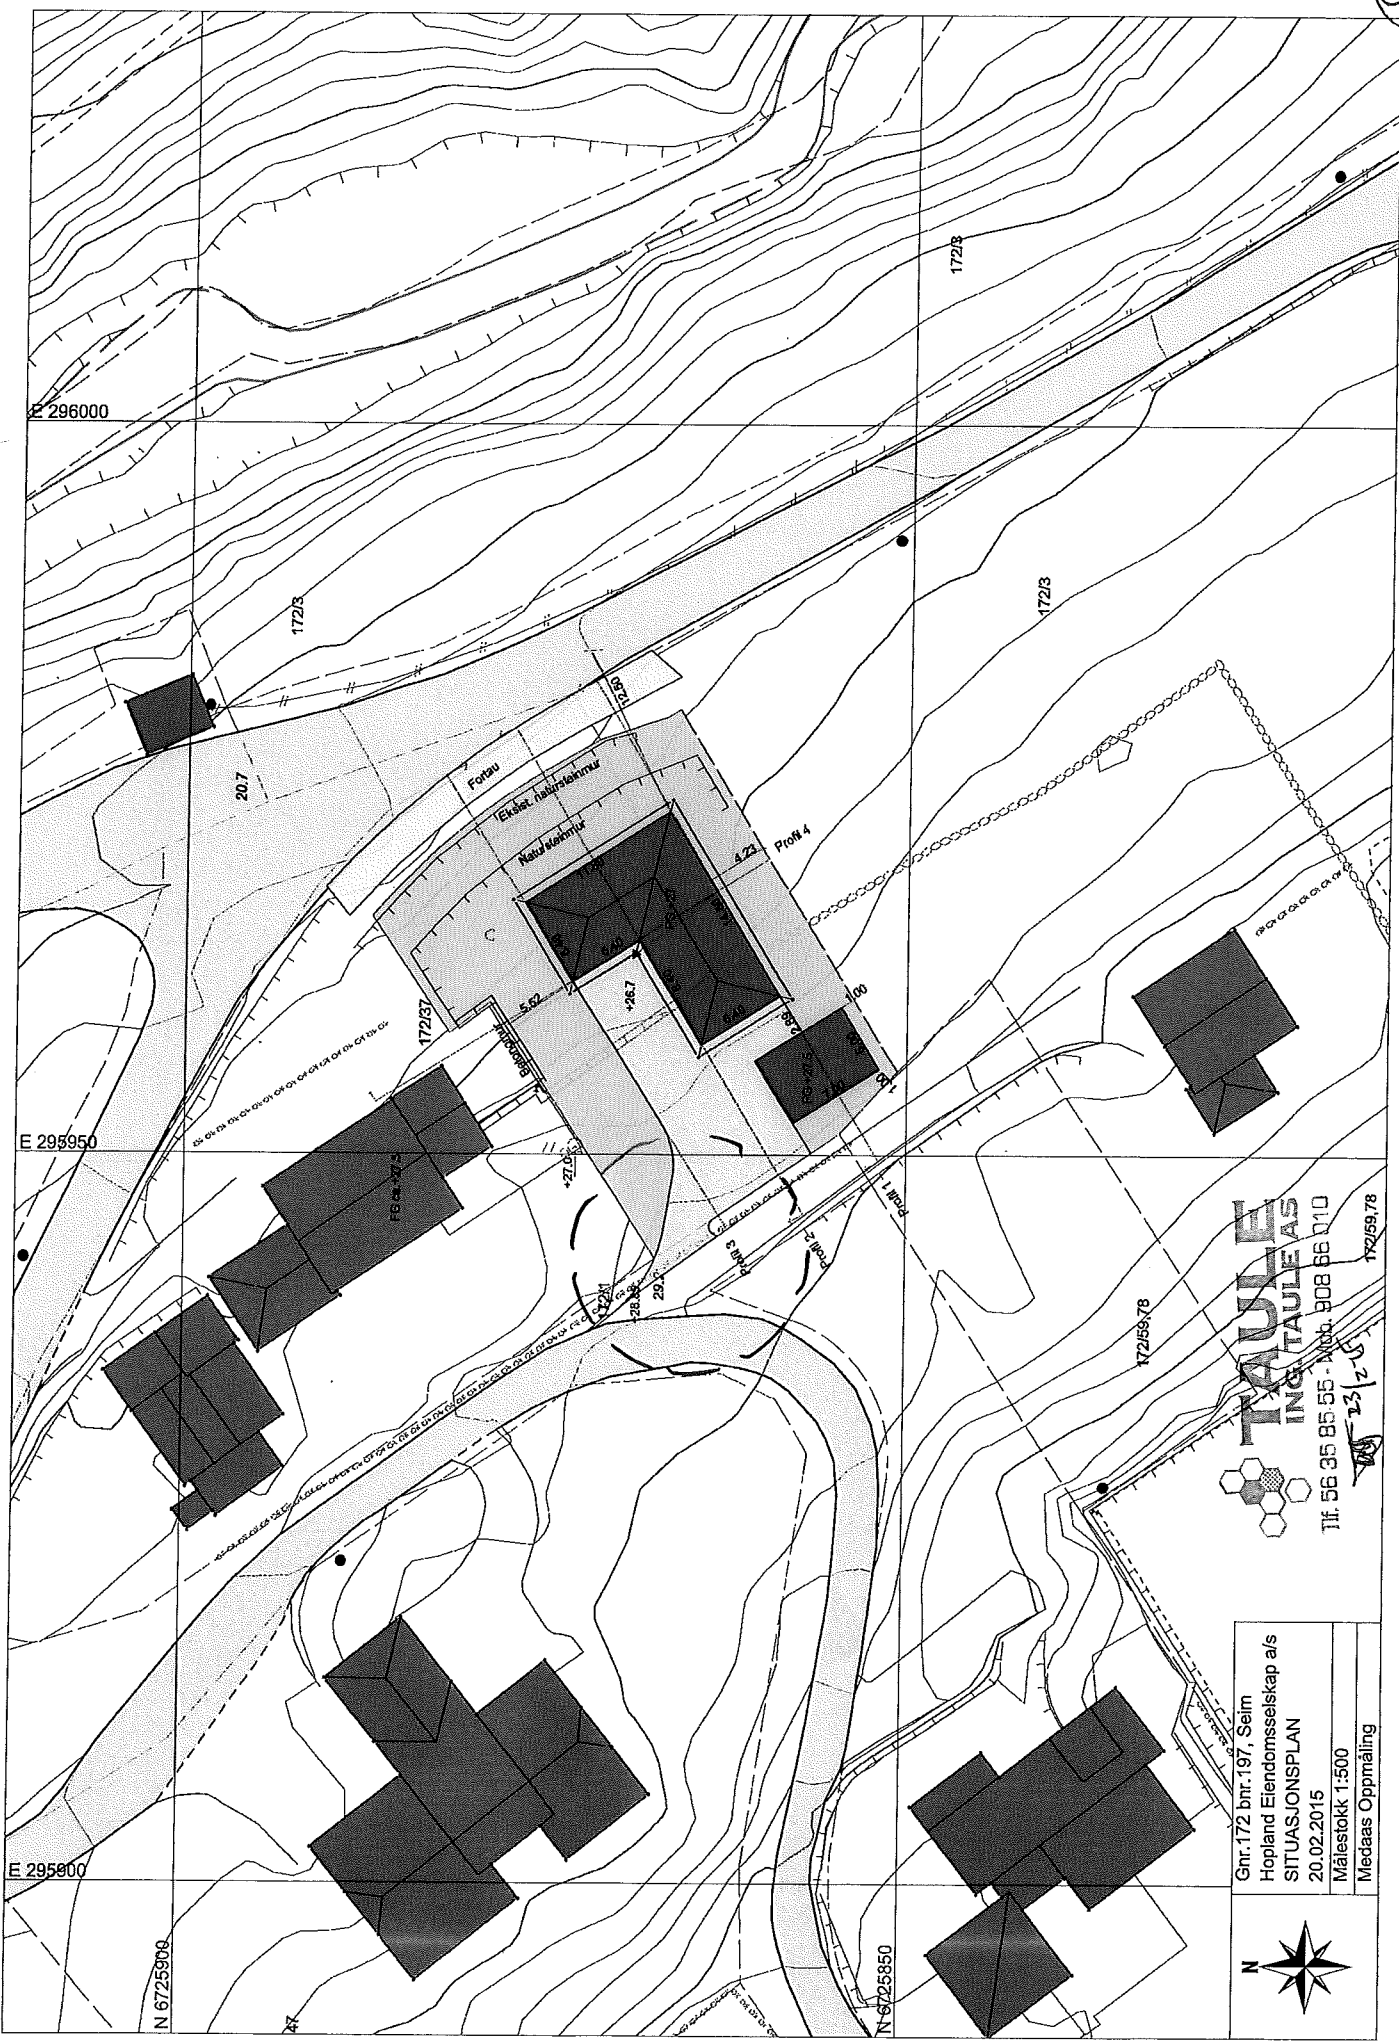 E 296000
E 295950
E 295900
N 6725900
N 6725850
172/3
172/3
172/3
20.7
Fortau
Eksist. natursteinmur
Natursteinmur
12.50
4.23
Profil 4
C
172/37
5.62
+26.7
Betongmur
1.00
2.89
+27.0
Profil 1
Profil 2
Profil 3
29.
172/59,78
172/59,78
47
TAULE
ING. TAULE AS
Tlf. 56 35 85 55 - Mob. 908 66 010
Gnr.172 bnr.197, Seim
Hopland Eiendomsselskap a/s
SITUASJONSPLAN
20.02.2015
Målestokk 1:500
Medaas Oppmåling
N